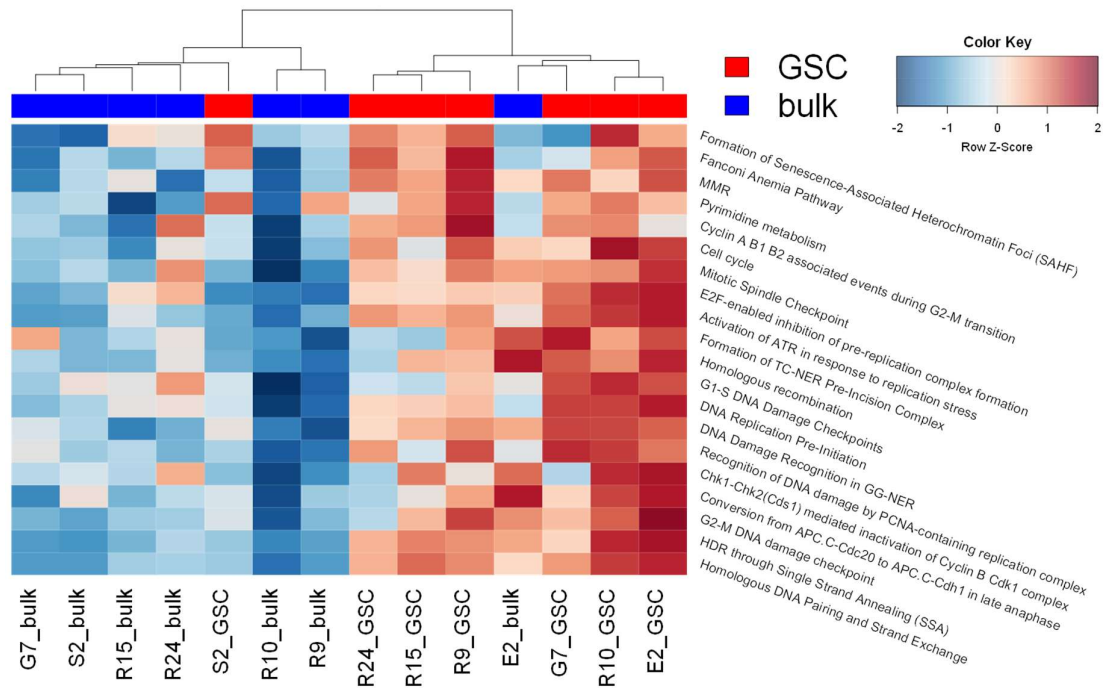 GSC
bulk
Color Key
-2 -1 0 1 2
Row Z-Score
Formation of Senescence-Associated Heterochromatin Foci (SAHF)
Fanconi Anemia Pathway
MMR
Pyrimidine metabolism
Cyclin A B1 B2 associated events during G2-M transition
Cell cycle
Mitotic Spindle Checkpoint
E2F-enabled inhibition of pre-replication complex formation
Activation of ATR in response to replication stress
Formation of TC-NER Pre-Incision Complex
Homologous recombination
G1-S DNA Damage Checkpoints
DNA Replication Pre-Initiation
DNA Damage Recognition in GG-NER
Recognition of DNA damage by PCNA-containing replication complex
Chk1-Chk2(Cds1) mediated inactivation of Cyclin B Cdk1 complex
Conversion from APC.C-Cdc20 to APC.C-Cdh1 in late anaphase
G2-M DNA damage checkpoint
HDR through Single Strand Annealing (SSA)
Homologous DNA Pairing and Strand Exchange
G7_bulk
S2_bulk
R15_bulk
R24_bulk
S2_GSC
R10_bulk
R9_bulk
R24_GSC
R15_GSC
R9_GSC
E2_bulk
G7_GSC
R10_GSC
E2_GSC